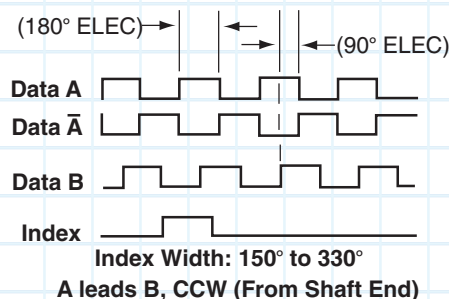 (180° ELEC)
(90° ELEC)
Data A
Data A̅
Data B
Index
Index Width: 150° to 330°
A leads B, CCW (From Shaft End)